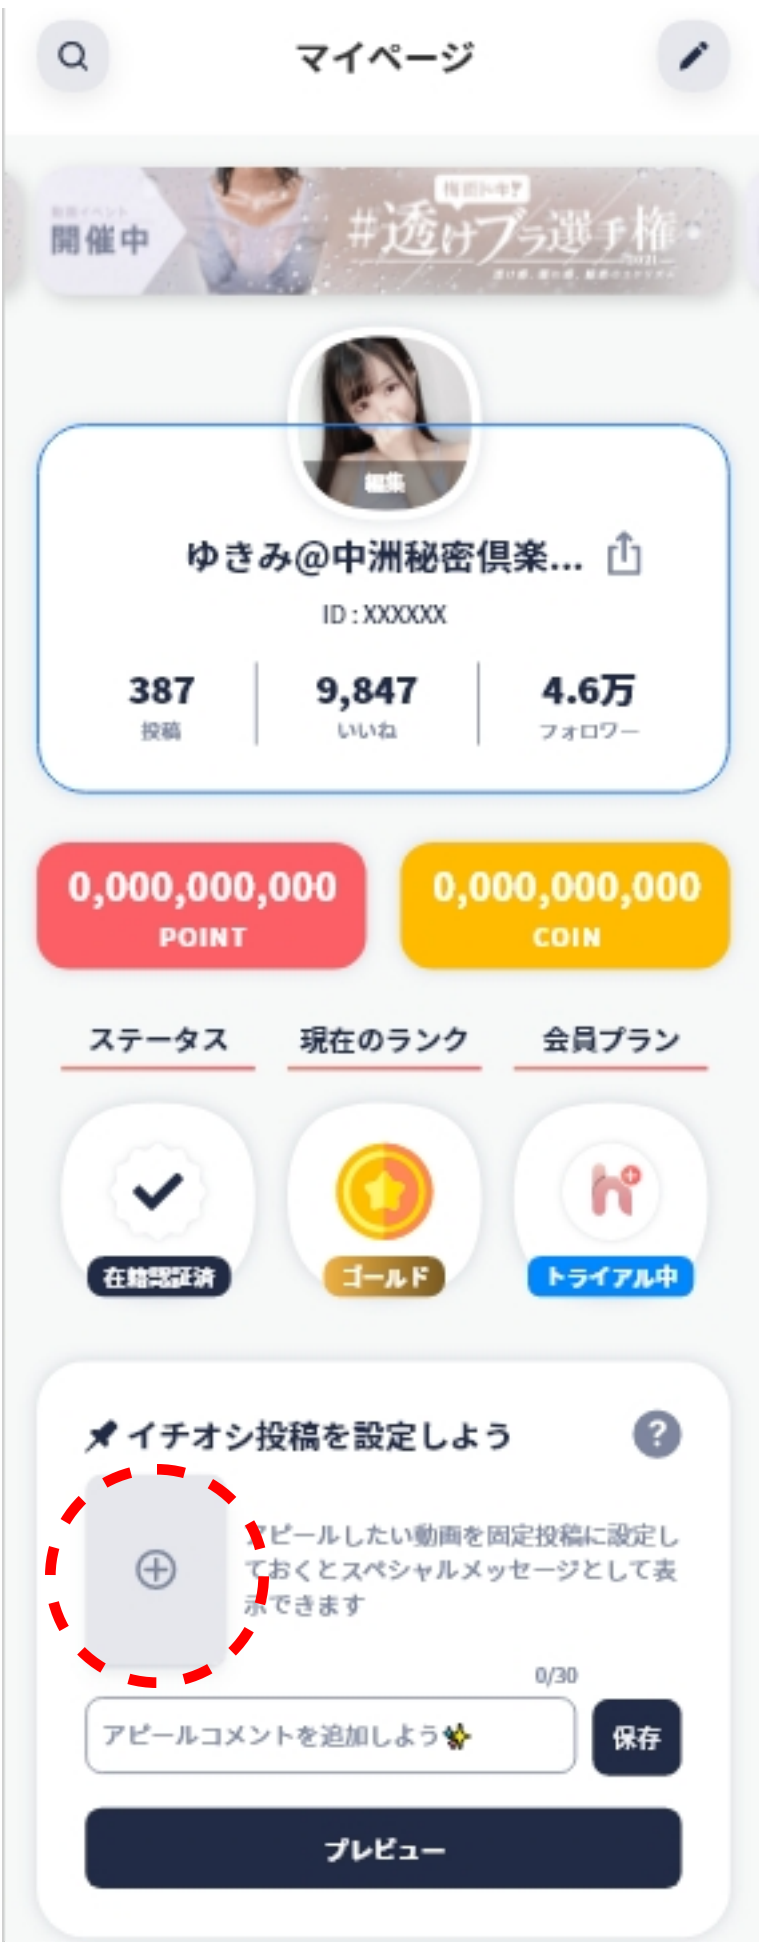 マイページ
開催中
#透けブラ選手権
2021
編集
ゆきみ@中洲秘密倶楽...
ID : XXXXXX
387 9,847 4.6万
投稿 いいね フォロワー
0,000,000,000 0,000,000,000
POINT COIN
ステータス 現在のランク 会員プラン
在籍認証済 ゴールド トライアル中
イチオシ投稿を設定しよう ?
アピールしたい動画を固定投稿に設定し
ておくとスペシャルメッセージとして表
示できます
0/30
アピールコメントを追加しよう✨ 保存
プレビュー